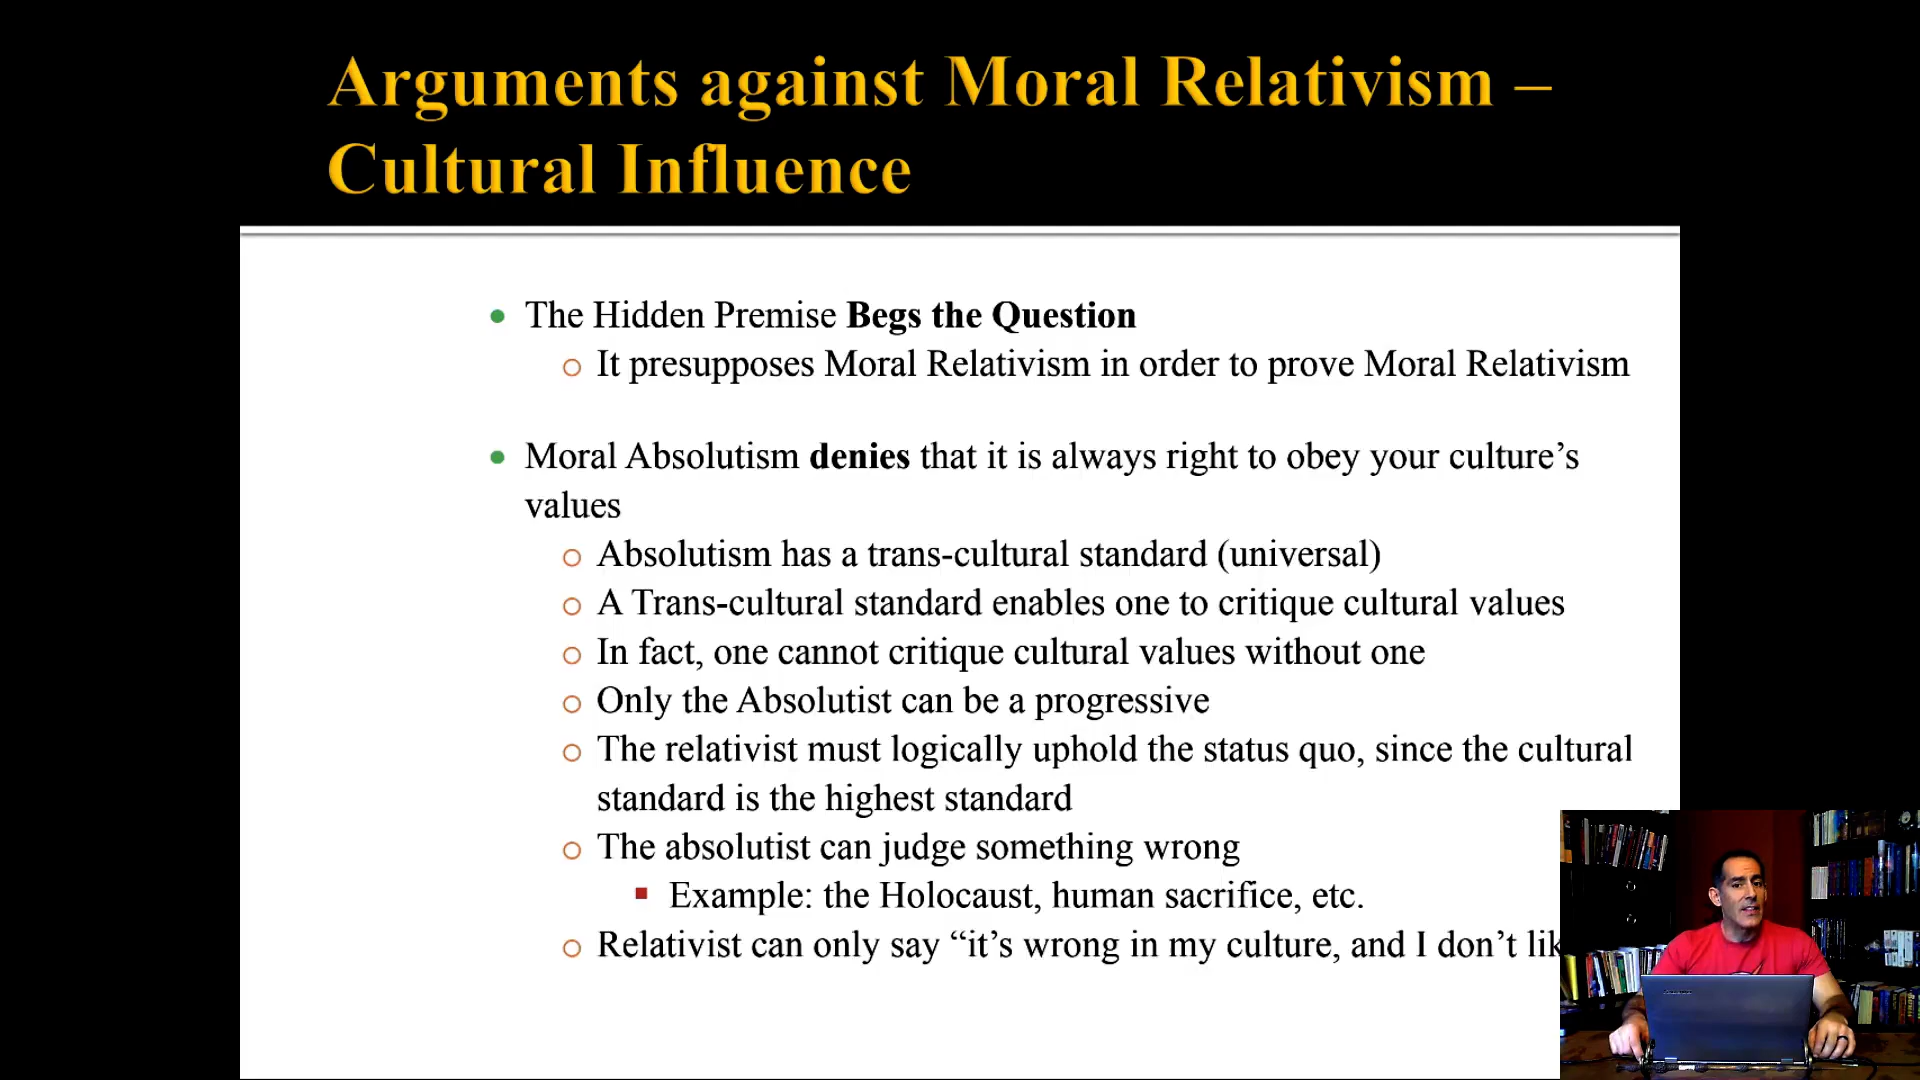 Arguments against Moral Relativism –
Cultural Influence
• The Hidden Premise Begs the Question
o It presupposes Moral Relativism in order to prove Moral Relativism
• Moral Absolutism denies that it is always right to obey your culture’s
values
o Absolutism has a trans-cultural standard (universal)
o A Trans-cultural standard enables one to critique cultural values
o In fact, one cannot critique cultural values without one
o Only the Absolutist can be a progressive
o The relativist must logically uphold the status quo, since the cultural
standard is the highest standard
o The absolutist can judge something wrong
▪ Example: the Holocaust, human sacrifice, etc.
o Relativist can only say “it’s wrong in my culture, and I don’t